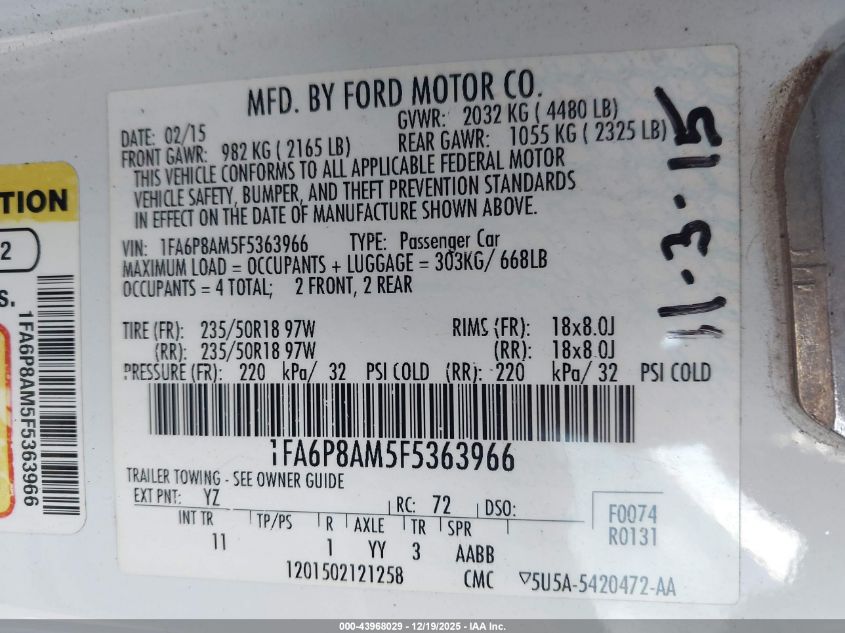 MFD. BY FORD MOTOR CO.
DATE: 02/15 GVWR: 2032 KG ( 4480 LB)
FRONT GAWR: 982 KG ( 2165 LB) REAR GAWR: 1055 KG ( 2325 LB)
THIS VEHICLE CONFORMS TO ALL APPLICABLE FEDERAL MOTOR
VEHICLE SAFETY, BUMPER, AND THEFT PREVENTION STANDARDS
IN EFFECT ON THE DATE OF MANUFACTURE SHOWN ABOVE.
VIN: 1FA6P8AM5F5363966 TYPE: Passenger Car
MAXIMUM LOAD = OCCUPANTS + LUGGAGE = 303KG/ 668LB
OCCUPANTS = 4 TOTAL; 2 FRONT, 2 REAR
TIRE (FR): 235/50R18 97W RIMS (FR): 18x8.0J
(RR): 235/50R18 97W (RR): 18x8.0J
PRESSURE (FR): 220 kPa/ 32 PSI COLD (RR): 220 kPa/ 32 PSI COLD
1FA6P8AM5F5363966
TRAILER TOWING - SEE OWNER GUIDE
EXT PNT: YZ RC: 72 DSO:
INT TR TP/PS R AXLE TR SPR
11 1 YY 3 AABB
F0074
R0131
1201502121258 CMC ▽5U5A-5420472-AA
11-3-15
TION
2
S.
1FA6P8AM5F5363966
000-43968029 — 12/19/2025 — IAA Inc.